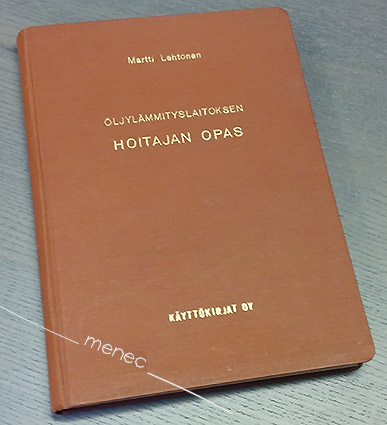 Martti Lehtonen
ÖLJYLÄMMITYSLAITOKSEN
HOITAJAN OPAS
KÄYTTÖKIRJAT OY
menec